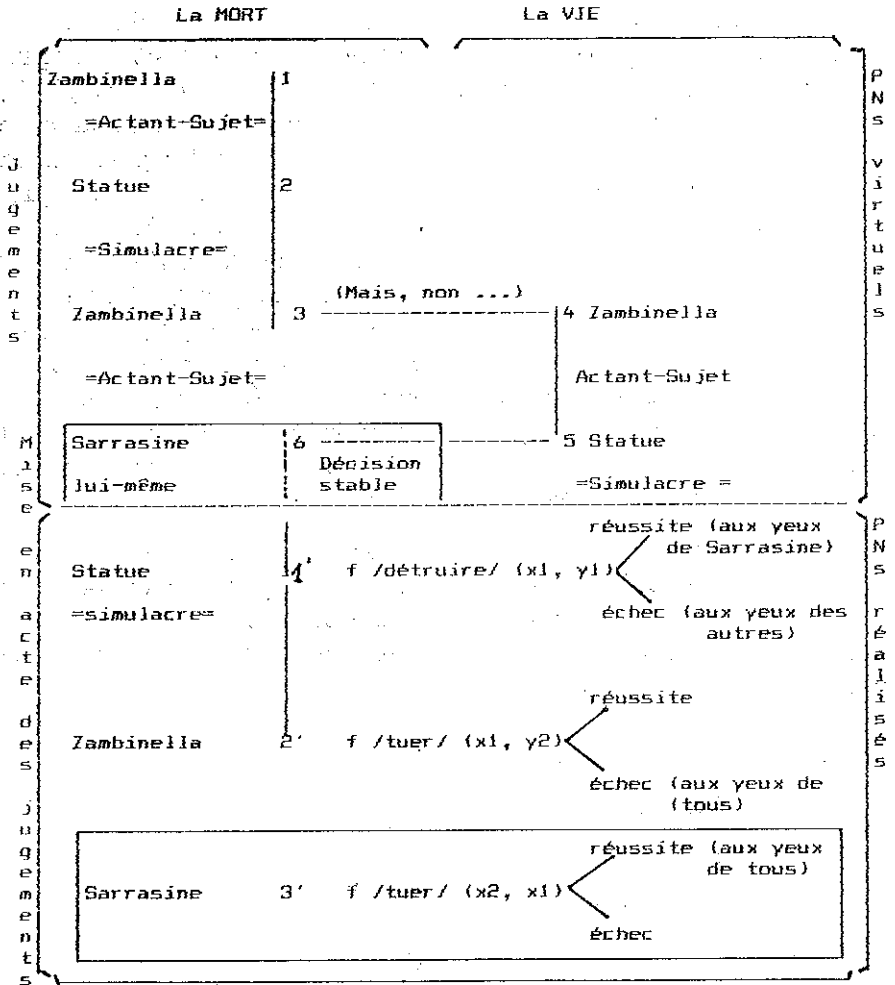 La MORT La VIE
Zambinella 1
=Actant-Sujet=
Statue 2
=Simulacre=
(Mais, non ...)
Zambinella 3 4 Zambinella
=Actant-Sujet= Actant-Sujet
Sarrasine 6 5 Statue
Décision
lui-même stable =Simulacre =
réussite (aux yeux
de Sarrasine)
Statue 1' f /détruire/ (x1, y1)
=simulacre= échec (aux yeux des
autres)
réussite
Zambinella 2' f /tuer/ (x1, y2)
échec (aux yeux de
(tous)
réussite (aux yeux
de tous)
Sarrasine 3' f /tuer/ (x2, x1)
échec
Jugements
Mise en acte des jugements
PNs virtuels
PNs réalisés